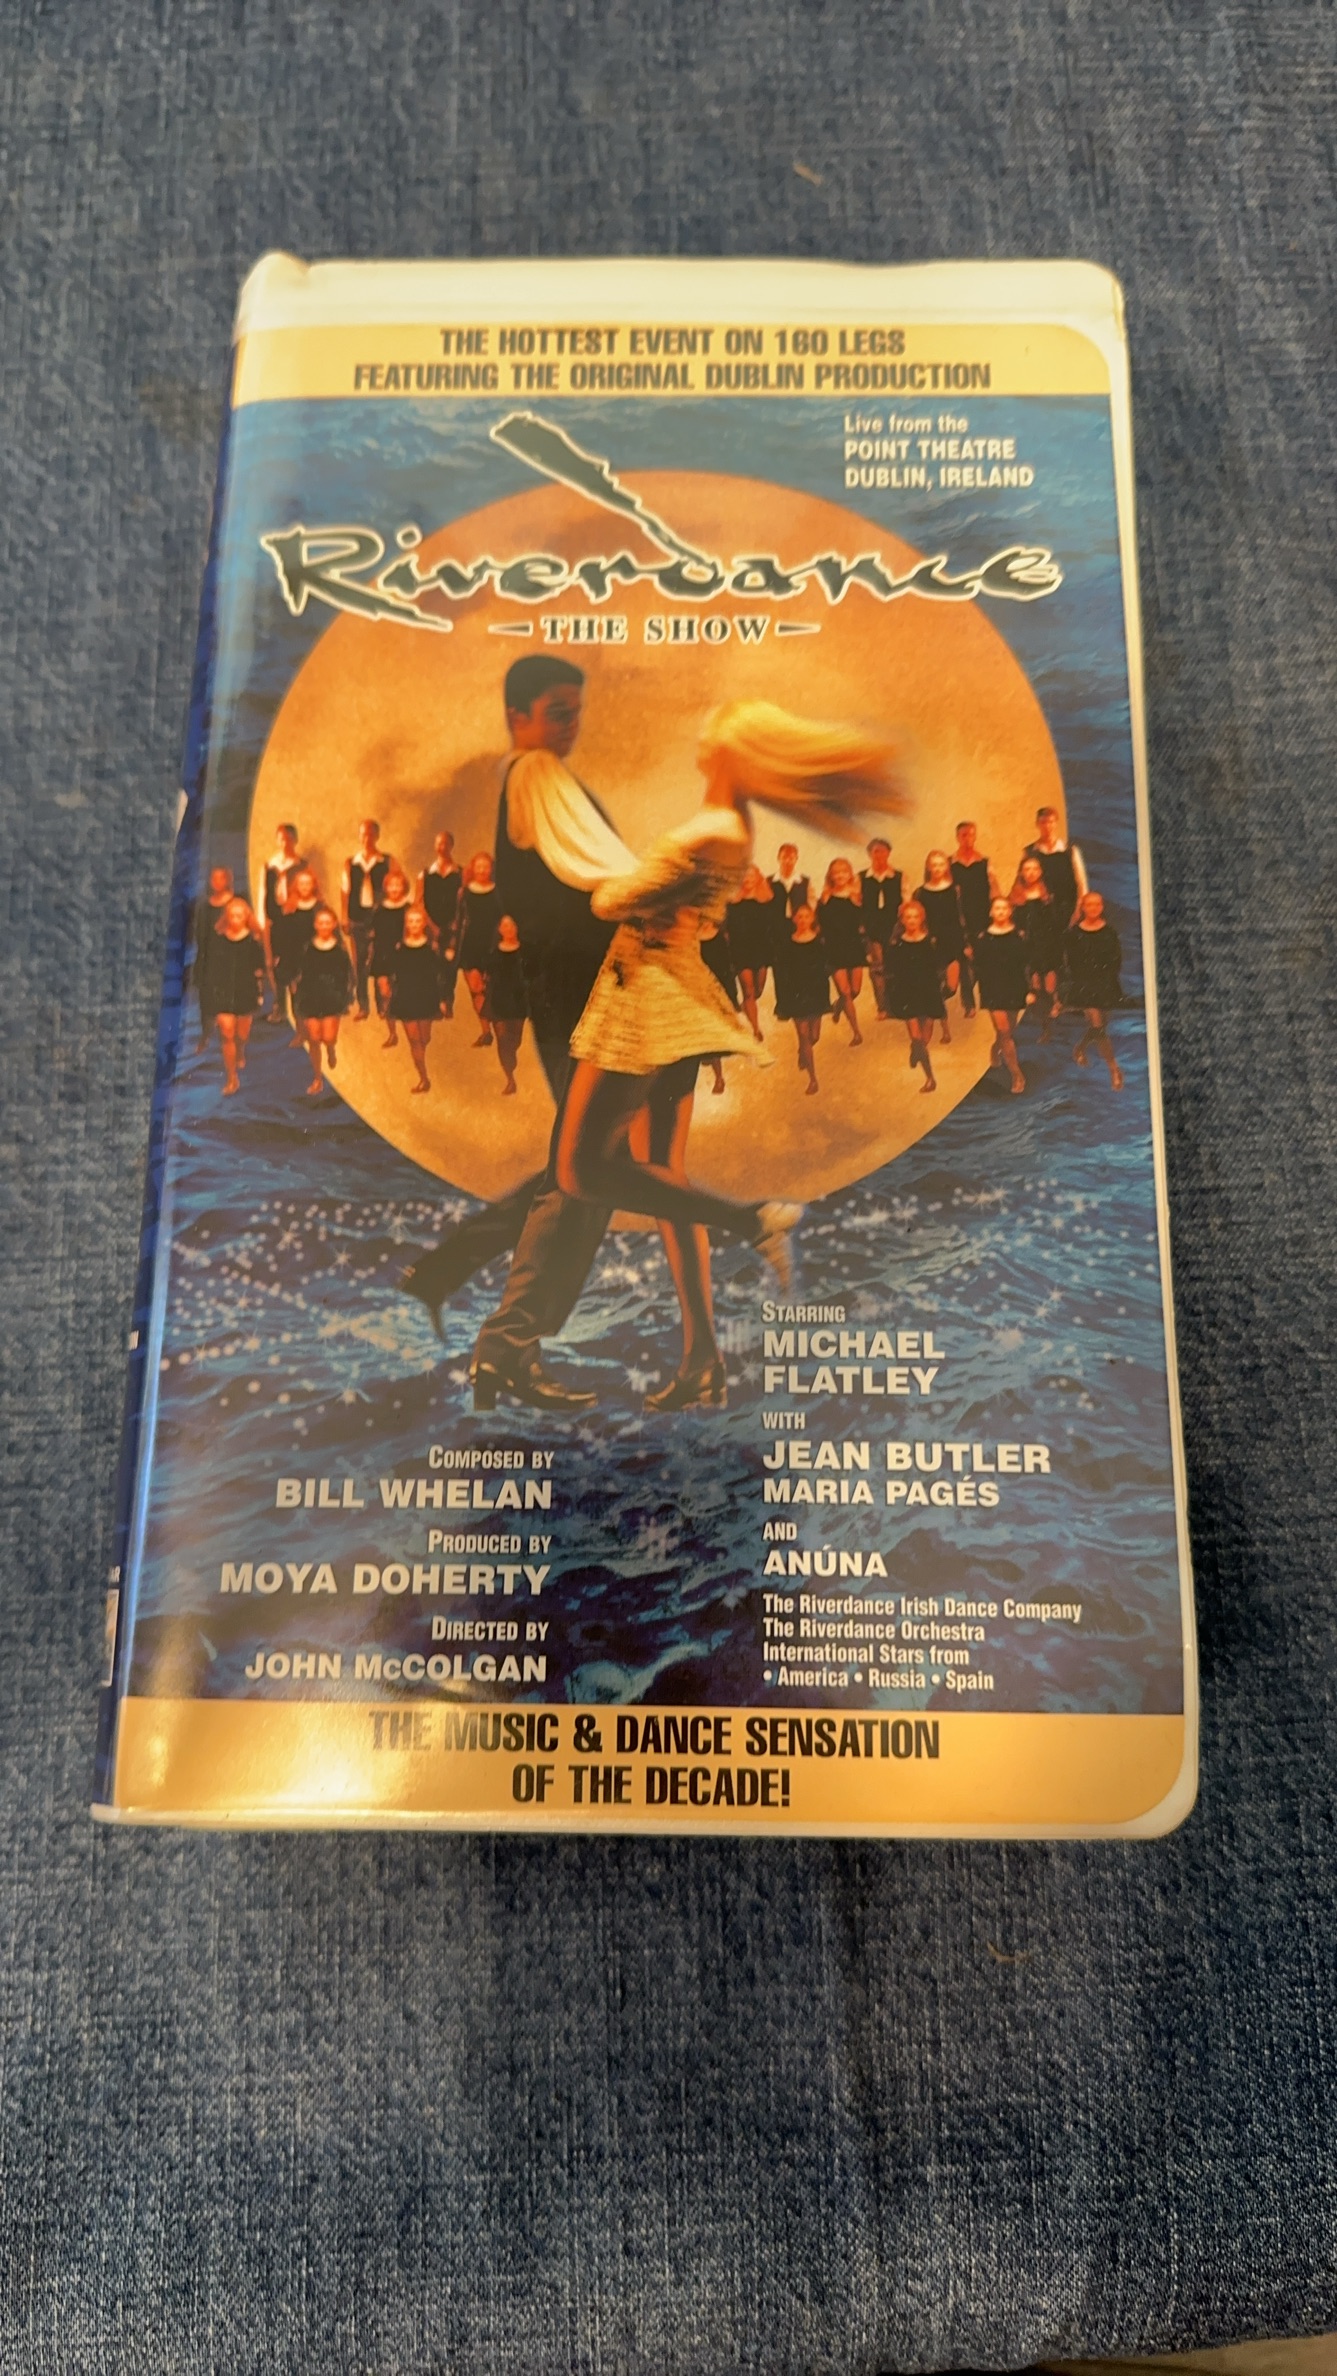 THE HOTTEST EVENT ON 160 LEGS
FEATURING THE ORIGINAL DUBLIN PRODUCTION
Live from the
POINT THEATRE
DUBLIN, IRELAND
Riverdance
THE SHOW
COMPOSED BY
BILL WHELAN
PRODUCED BY
MOYA DOHERTY
DIRECTED BY
JOHN McCOLGAN
STARRING
MICHAEL
FLATLEY
WITH
JEAN BUTLER
MARIA PAGÉS
AND
ANÚNA
The Riverdance Irish Dance Company
The Riverdance Orchestra
International Stars from
• America • Russia • Spain
THE MUSIC & DANCE SENSATION
OF THE DECADE!